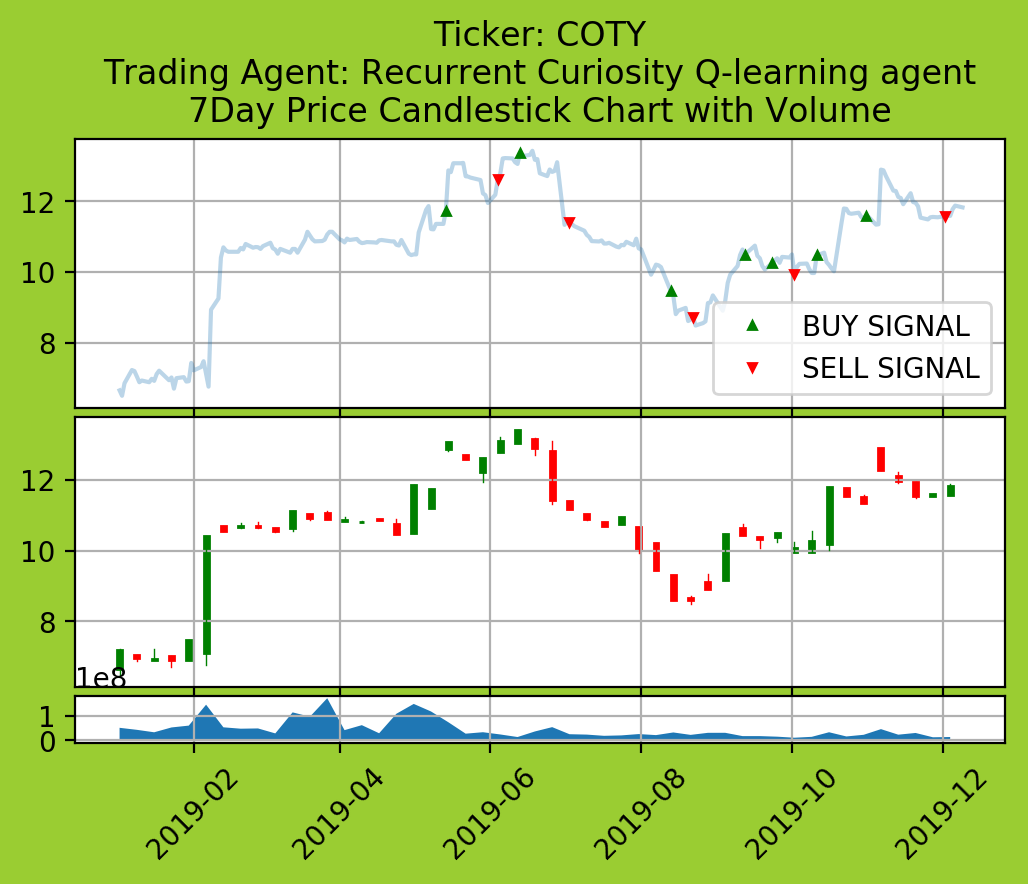 Ticker: COTY
Trading Agent: Recurrent Curiosity Q-learning agent
7Day Price Candlestick Chart with Volume
12
10
8
BUY SIGNAL
SELL SIGNAL
12
10
8
1e8
1
0
2019-02
2019-04
2019-06
2019-08
2019-10
2019-12